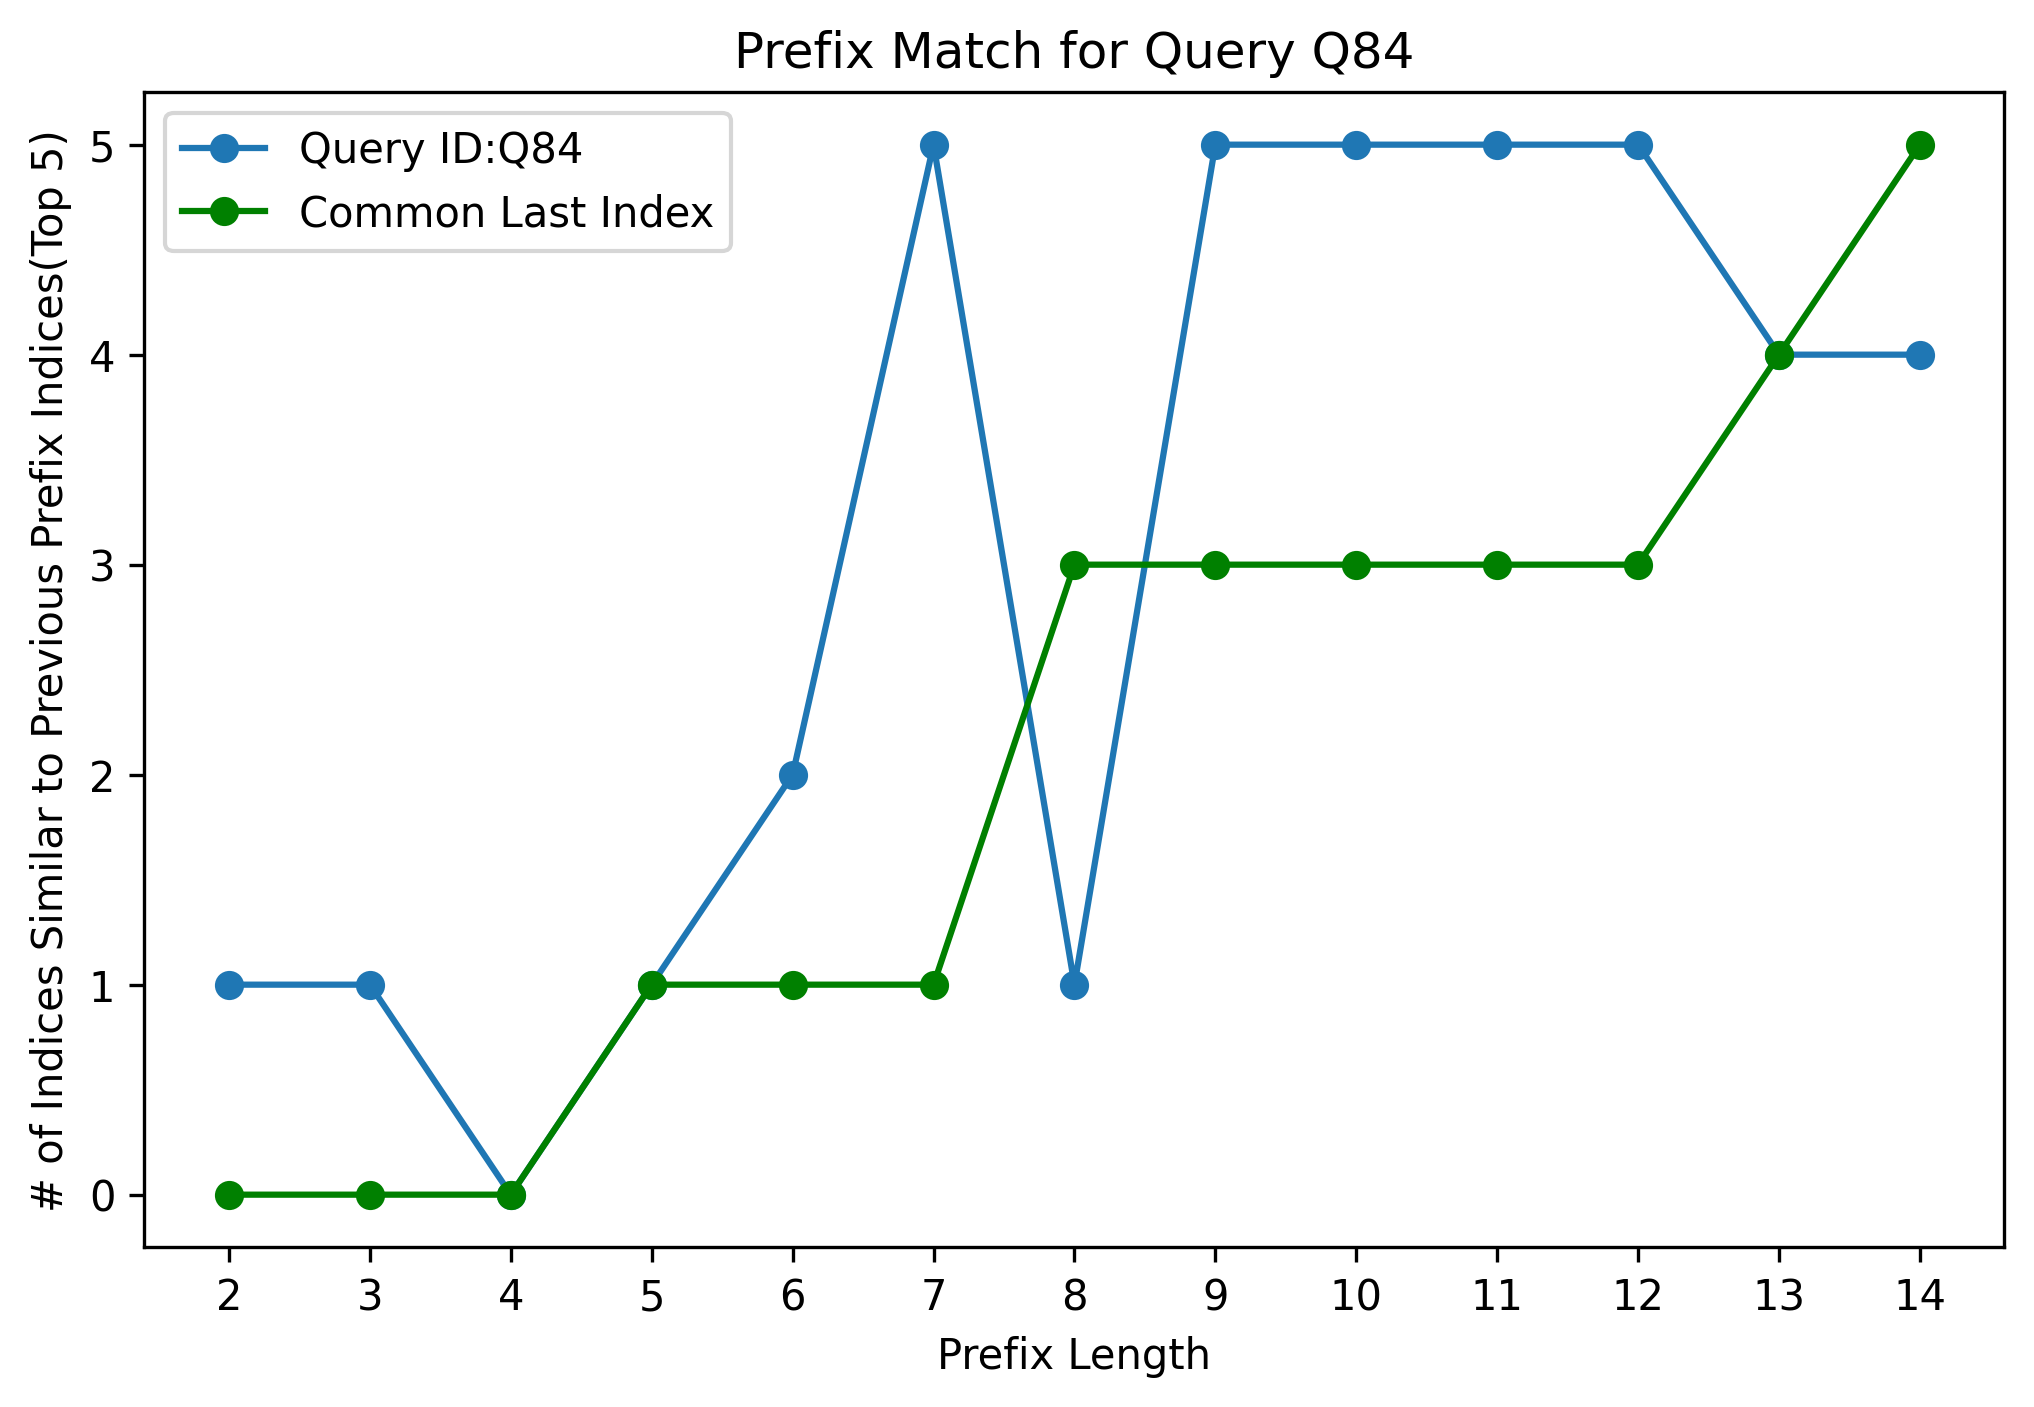 Prefix Match for Query Q84
Query ID:Q84
Common Last Index
# of Indices Similar to Previous Prefix Indices(Top 5)
5
4
3
2
1
0
2 3 4 5 6 7 8 9 10 11 12 13 14
Prefix Length